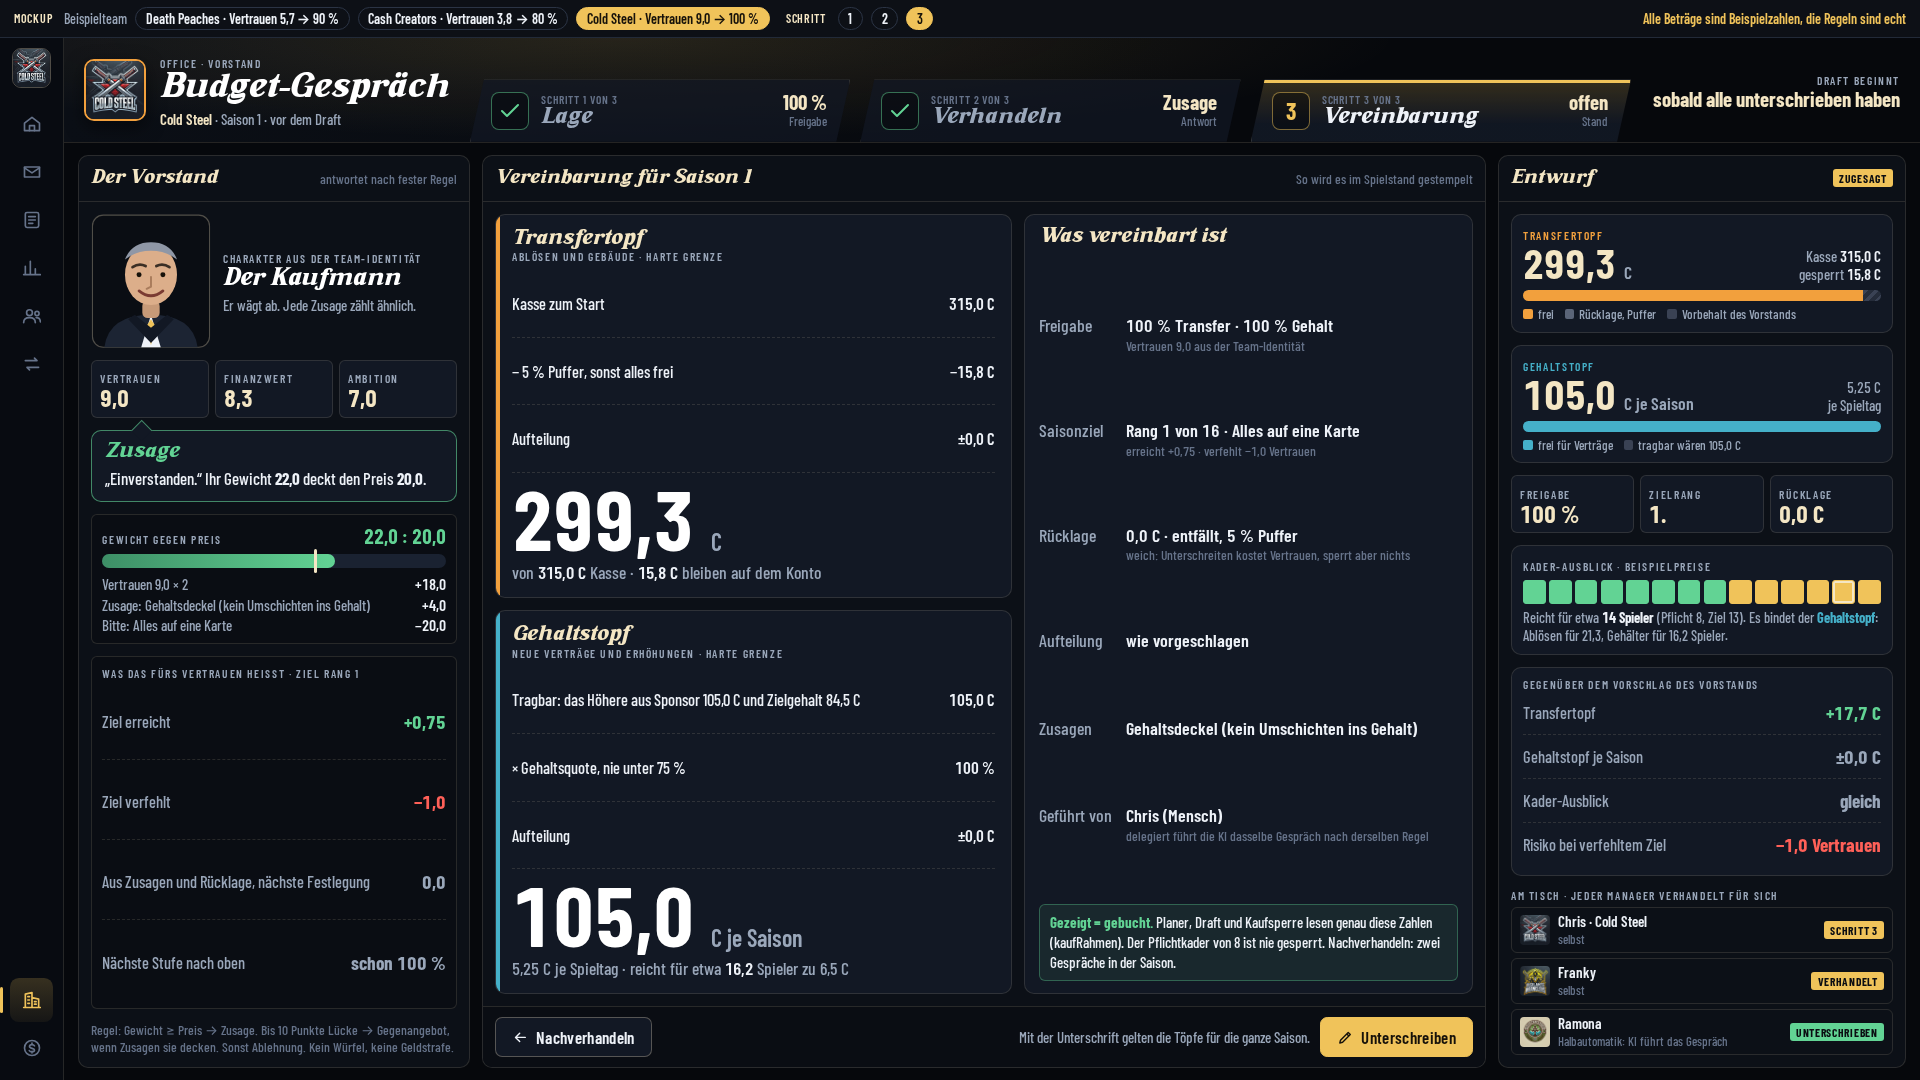 MOCKUP Beispielteam Death Peaches · Vertrauen 5,7 → 90 % Cash Creators · Vertrauen 3,8 → 80 % Cold Steel · Vertrauen 9,0 → 100 % SCHRITT 1 2 3 Alle Beträge sind Beispielzahlen, die Regeln sind echt
COLD STEEL
COLD STEEL
OFFICE · VORSTAND
Budget-Gespräch
Cold Steel · Saison 1 · vor dem Draft
SCHRITT 1 VON 3
Lage
100 %
Freigabe
SCHRITT 2 VON 3
Verhandeln
Zusage
Antwort
3
SCHRITT 3 VON 3
Vereinbarung
offen
Stand
DRAFT BEGINNT
sobald alle unterschrieben haben
Der Vorstand
antwortet nach fester Regel
CHARAKTER AUS DER TEAM-IDENTITÄT
Der Kaufmann
Er wägt ab. Jede Zusage zählt ähnlich.
VERTRAUEN
9,0
FINANZWERT
8,3
AMBITION
7,0
Zusage
„Einverstanden.“ Ihr Gewicht 22,0 deckt den Preis 20,0.
GEWICHT GEGEN PREIS 22,0 : 20,0
Vertrauen 9,0 × 2 +18,0
Zusage: Gehaltsdeckel (kein Umschichten ins Gehalt) +4,0
Bitte: Alles auf eine Karte −20,0
WAS DAS FÜRS VERTRAUEN HEISST · ZIEL RANG 1
Ziel erreicht +0,75
Ziel verfehlt −1,0
Aus Zusagen und Rücklage, nächste Festlegung 0,0
Nächste Stufe nach oben schon 100 %
Regel: Gewicht ≥ Preis → Zusage. Bis 10 Punkte Lücke → Gegenangebot,
wenn Zusagen sie decken. Sonst Ablehnung. Kein Würfel, keine Geldstrafe.
Vereinbarung für Saison 1
So wird es im Spielstand gestempelt
Transfertopf
ABLÖSEN UND GEBÄUDE · HARTE GRENZE
Kasse zum Start 315,0 C
− 5 % Puffer, sonst alles frei −15,8 C
Aufteilung ±0,0 C
299,3 C
von 315,0 C Kasse · 15,8 C bleiben auf dem Konto
Gehaltstopf
NEUE VERTRÄGE UND ERHÖHUNGEN · HARTE GRENZE
Tragbar: das Höhere aus Sponsor 105,0 C und Zielgehalt 84,5 C 105,0 C
× Gehaltsquote, nie unter 75 % 100 %
Aufteilung ±0,0 C
105,0 C je Saison
5,25 C je Spieltag · reicht für etwa 16,2 Spieler zu 6,5 C
Was vereinbart ist
Freigabe 100 % Transfer · 100 % Gehalt
Vertrauen 9,0 aus der Team-Identität
Saisonziel Rang 1 von 16 · Alles auf eine Karte
erreicht +0,75 · verfehlt −1,0 Vertrauen
Rücklage 0,0 C · entfällt, 5 % Puffer
weich: Unterschreiten kostet Vertrauen, sperrt aber nichts
Aufteilung wie vorgeschlagen
Zusagen Gehaltsdeckel (kein Umschichten ins Gehalt)
Geführt von Chris (Mensch)
delegiert führt die KI dasselbe Gespräch nach derselben Regel
Gezeigt = gebucht. Planer, Draft und Kaufsperre lesen genau diese Zahlen
(kaufRahmen). Der Pflichtkader von 8 ist nie gesperrt. Nachverhandeln: zwei
Gespräche in der Saison.
← Nachverhandeln
Mit der Unterschrift gelten die Töpfe für die ganze Saison.
Unterschreiben
Entwurf
ZUGESAGT
TRANSFERTOPF
299,3 C
Kasse 315,0 C
gesperrt 15,8 C
frei Rücklage, Puffer Vorbehalt des Vorstands
GEHALTSTOPF
105,0 C je Saison
5,25 C
je Spieltag
frei für Verträge tragbar wären 105,0 C
FREIGABE
100 %
ZIELRANG
1.
RÜCKLAGE
0,0 C
KADER-AUSBLICK · BEISPIELPREISE
Reicht für etwa 14 Spieler (Pflicht 8, Ziel 13). Es bindet der Gehaltstopf:
Ablösen für 21,3, Gehälter für 16,2 Spieler.
GEGENÜBER DEM VORSCHLAG DES VORSTANDS
Transfertopf +17,7 C
Gehaltstopf je Saison ±0,0 C
Kader-Ausblick gleich
Risiko bei verfehltem Ziel −1,0 Vertrauen
AM TISCH · JEDER MANAGER VERHANDELT FÜR SICH
Chris · Cold Steel
selbst
SCHRITT 3
Franky
selbst
VERHANDELT
Ramona
Halbautomatik: KI führt das Gespräch
UNTERSCHRIEBEN